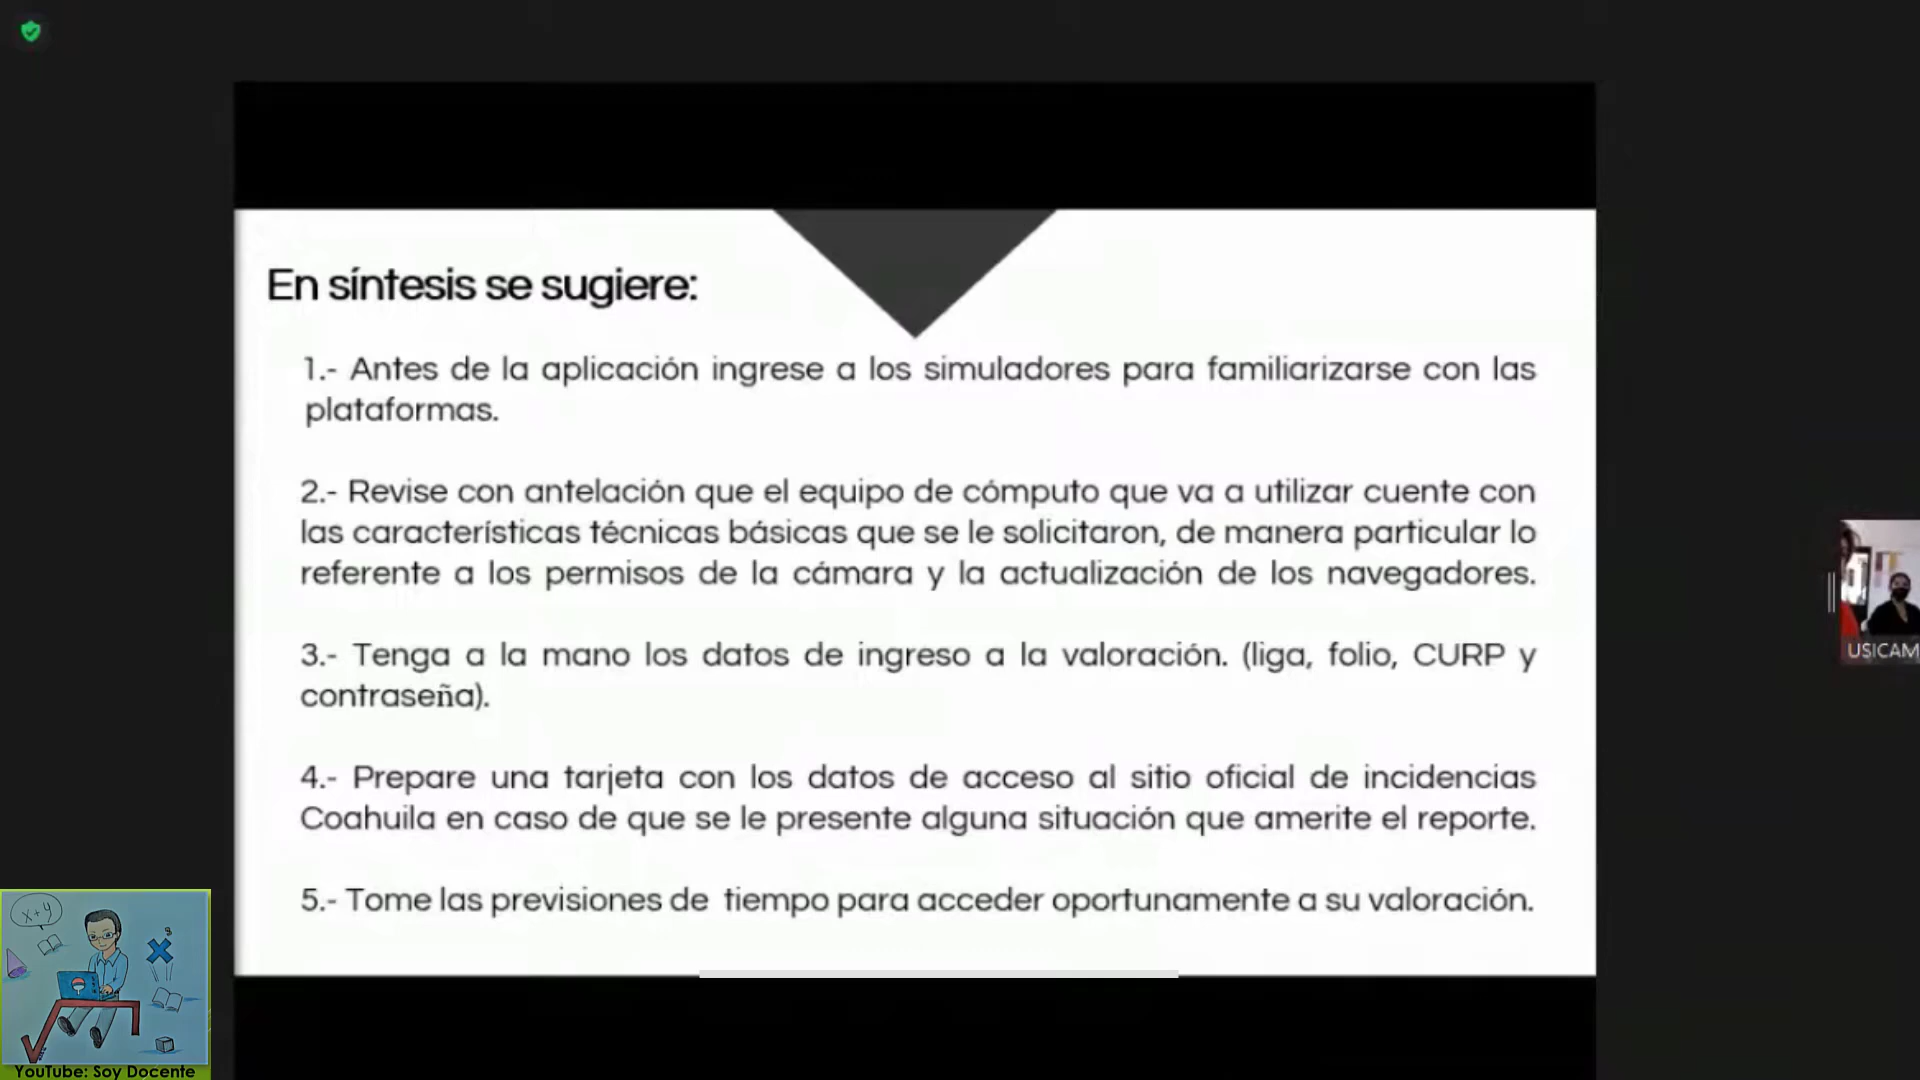 En síntesis se sugiere:
1.- Antes de la aplicación ingrese a los simuladores para familiarizarse con las
plataformas.
2.- Revise con antelación que el equipo de cómputo que va a utilizar cuente con
las características técnicas básicas que se le solicitaron, de manera particular lo
referente a los permisos de la cámara y la actualización de los navegadores.
3.- Tenga a la mano los datos de ingreso a la valoración. (liga, folio, CURP y
contraseña).
4.- Prepare una tarjeta con los datos de acceso al sitio oficial de incidencias
Coahuila en caso de que se le presente alguna situación que amerite el reporte.
5.- Tome las previsiones de tiempo para acceder oportunamente a su valoración.
USICAM
x+y
YouTube: Soy Docente